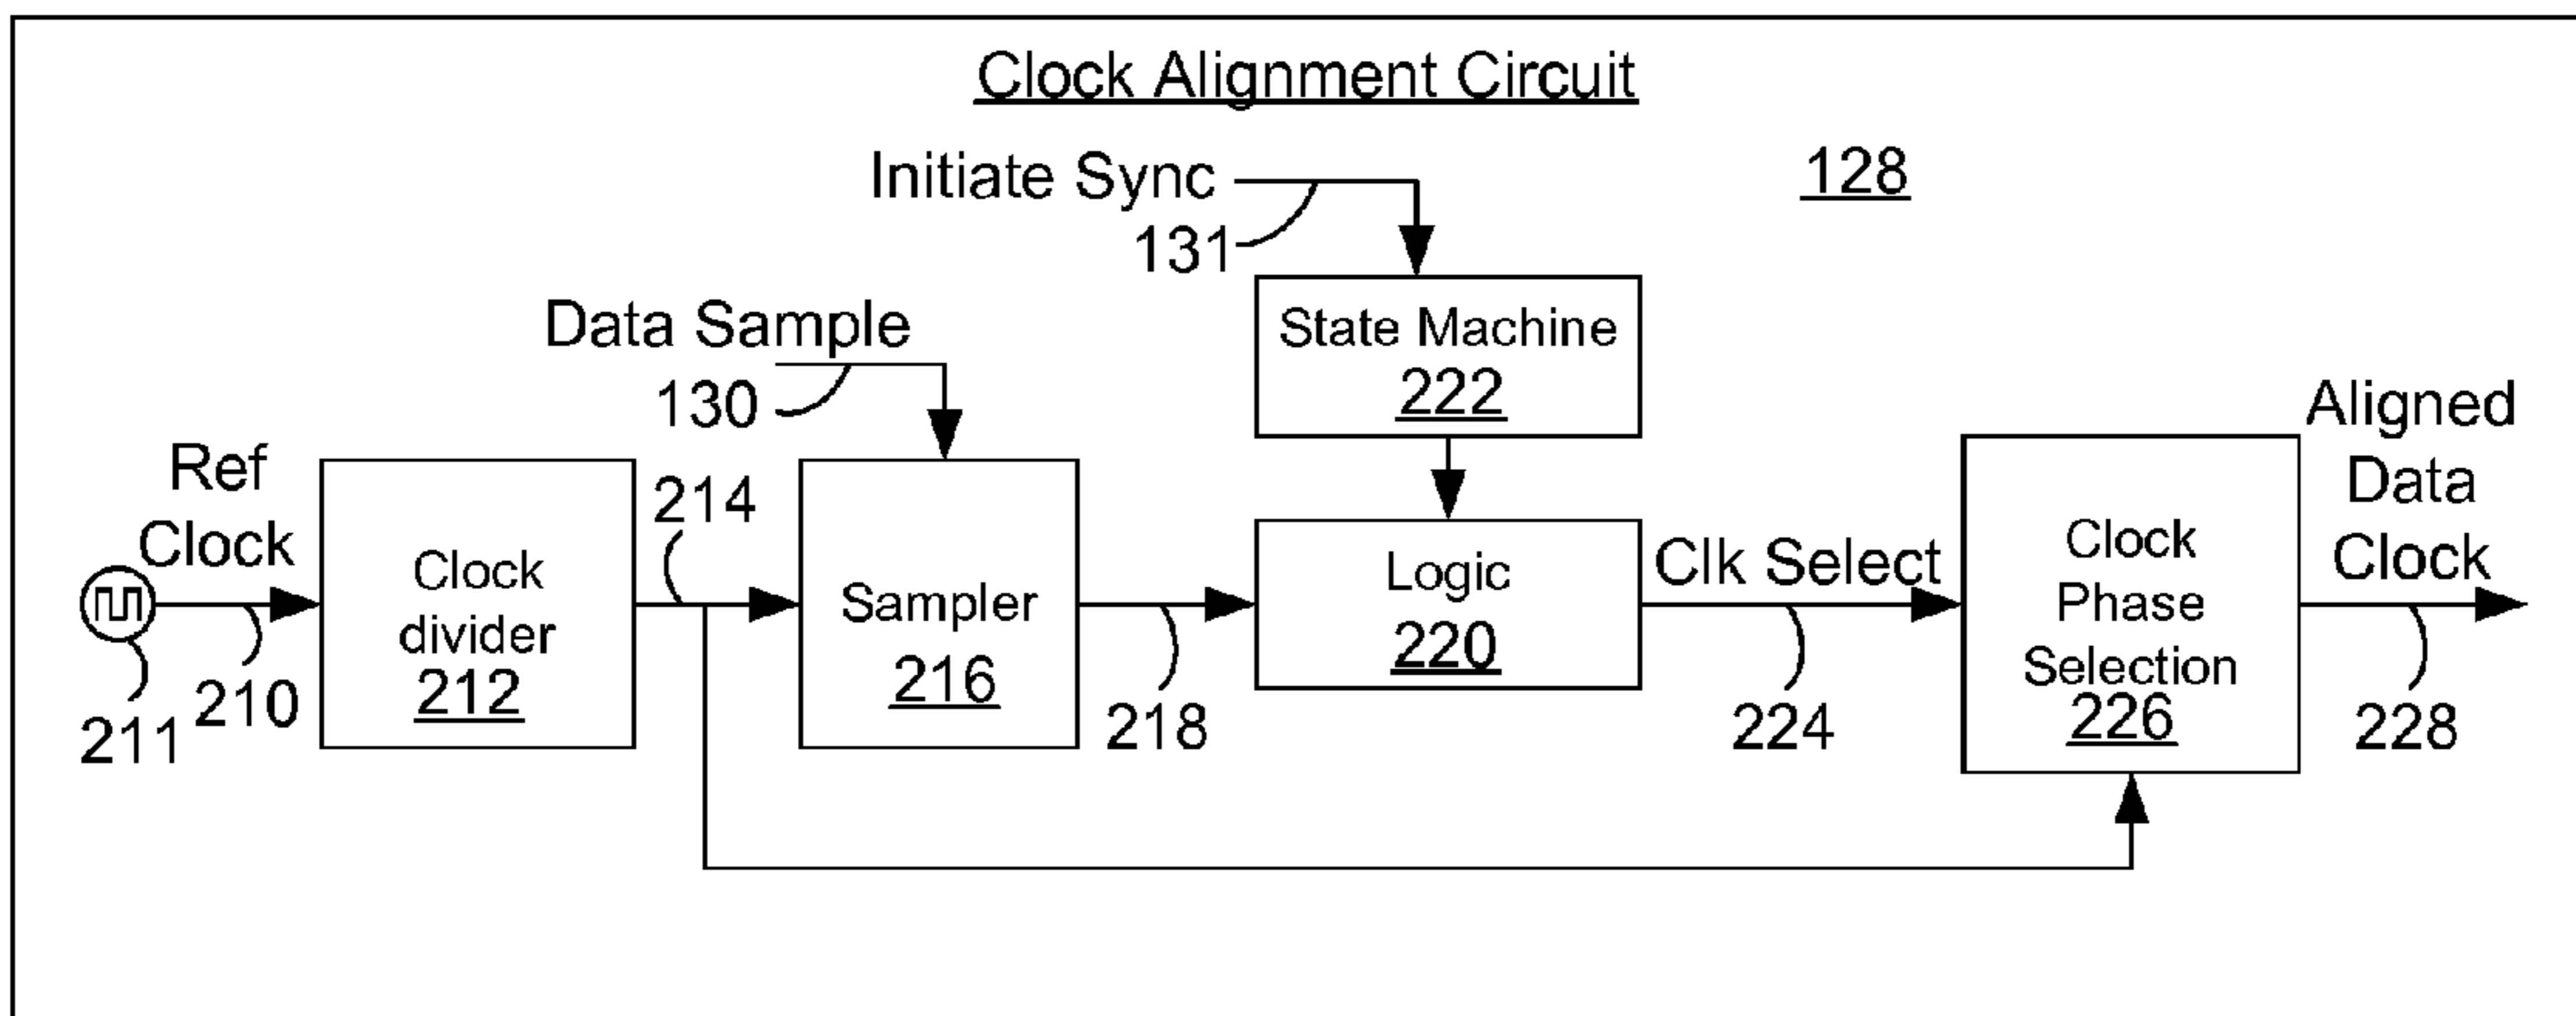 Clock Alignment Circuit
128
Initiate Sync
131
State Machine
222
Data Sample
130
Ref
Clock
211
210
Clock
divider
212
214
Sampler
216
218
Logic
220
Clk Select
224
Clock
Phase
Selection
226
Aligned
Data
Clock
228